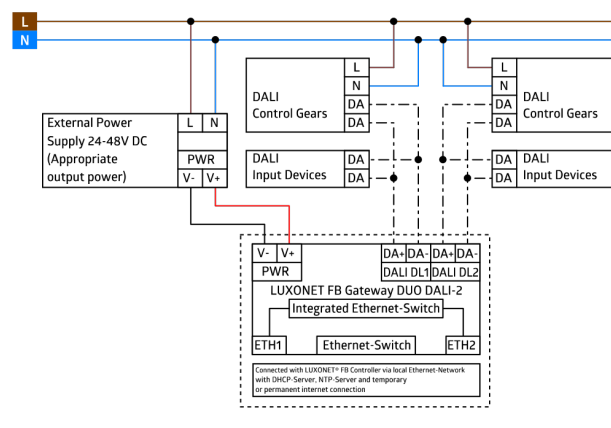 L
N
External Power
Supply 24-48V DC
(Appropriate
output power)
L N
PWR
V- V+
DALI
Control Gears
L
N
DA
DA
DALI
Input Devices
DA
DA
L
N
DA
DA
DALI
Control Gears
DA
DA
DALI
Input Devices
V- V+
PWR
DA+ DA- DA+ DA-
DALI DL1 DALI DL2
LUXONET FB Gateway DUO DALI-2
Integrated Ethernet-Switch
ETH1 Ethernet-Switch ETH2
Connected with LUXONET® FB Controller via local Ethernet-Network
with DHCP-Server, NTP-Server and temporary
or permanent internet connection